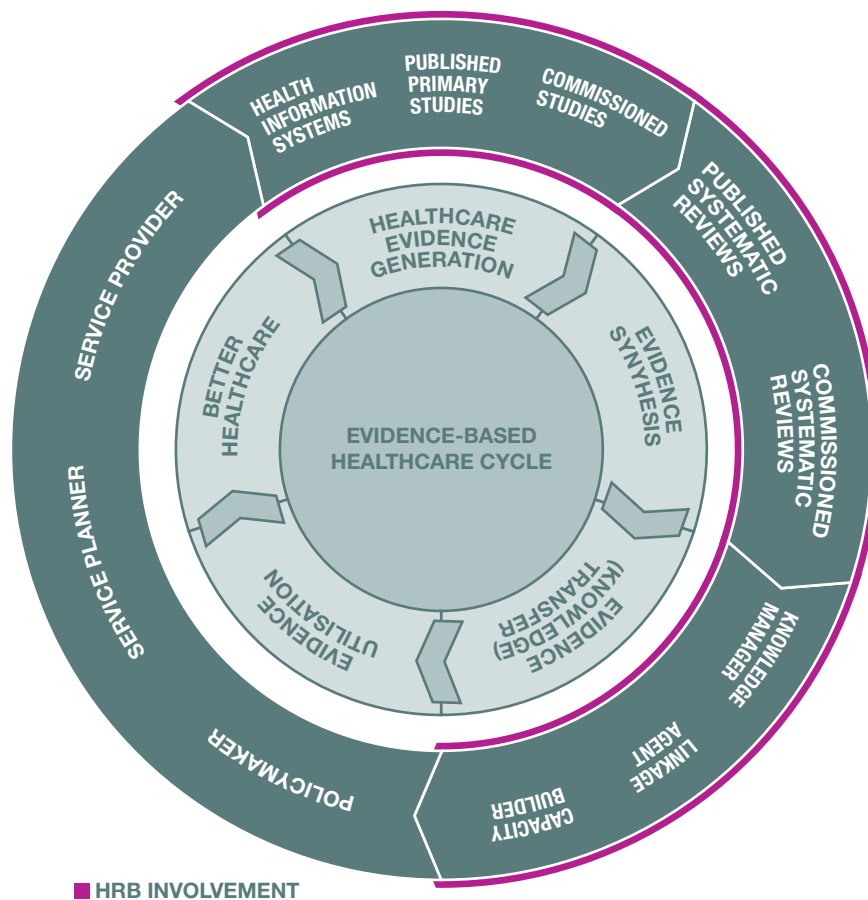 HEALTH
INFORMATION
SYSTEMS
PUBLISHED
PRIMARY
STUDIES
COMMISSIONED
STUDIES
PUBLISHED
SYSTEMATIC
REVIEWS
COMMISSIONED
SYSTEMATIC
REVIEWS
KNOWLEDGE
MANAGER
LINKAGE
AGENT
CAPACITY
BUILDER
POLICYMAKER
SERVICE PLANNER
SERVICE PROVIDER
HEALTHCARE
EVIDENCE
GENERATION
EVIDENCE
SYNYHESIS
EVIDENCE
(KNOWLEDGE)
TRANSFER
EVIDENCE
UTILISATION
BETTER
HEALTHCARE
EVIDENCE-BASED
HEALTHCARE CYCLE
HRB INVOLVEMENT